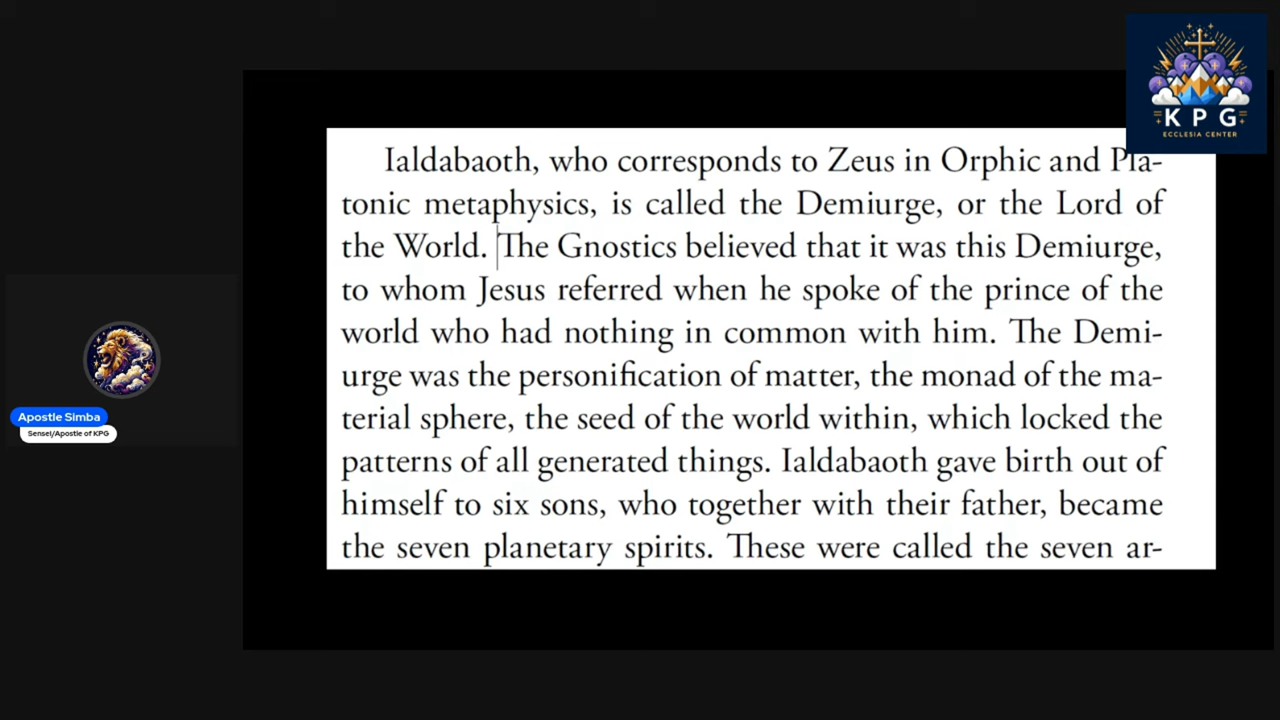 KPG
ECCLESIA CENTER
Ialdabaoth, who corresponds to Zeus in Orphic and Pla-
tonic metaphysics, is called the Demiurge, or the Lord of
the World. The Gnostics believed that it was this Demiurge,
to whom Jesus referred when he spoke of the prince of the
world who had nothing in common with him. The Demi-
urge was the personification of matter, the monad of the ma-
terial sphere, the seed of the world within, which locked the
patterns of all generated things. Ialdabaoth gave birth out of
himself to six sons, who together with their father, became
the seven planetary spirits. These were called the seven ar-
Apostle Simba
Sensei/Apostle of KPG